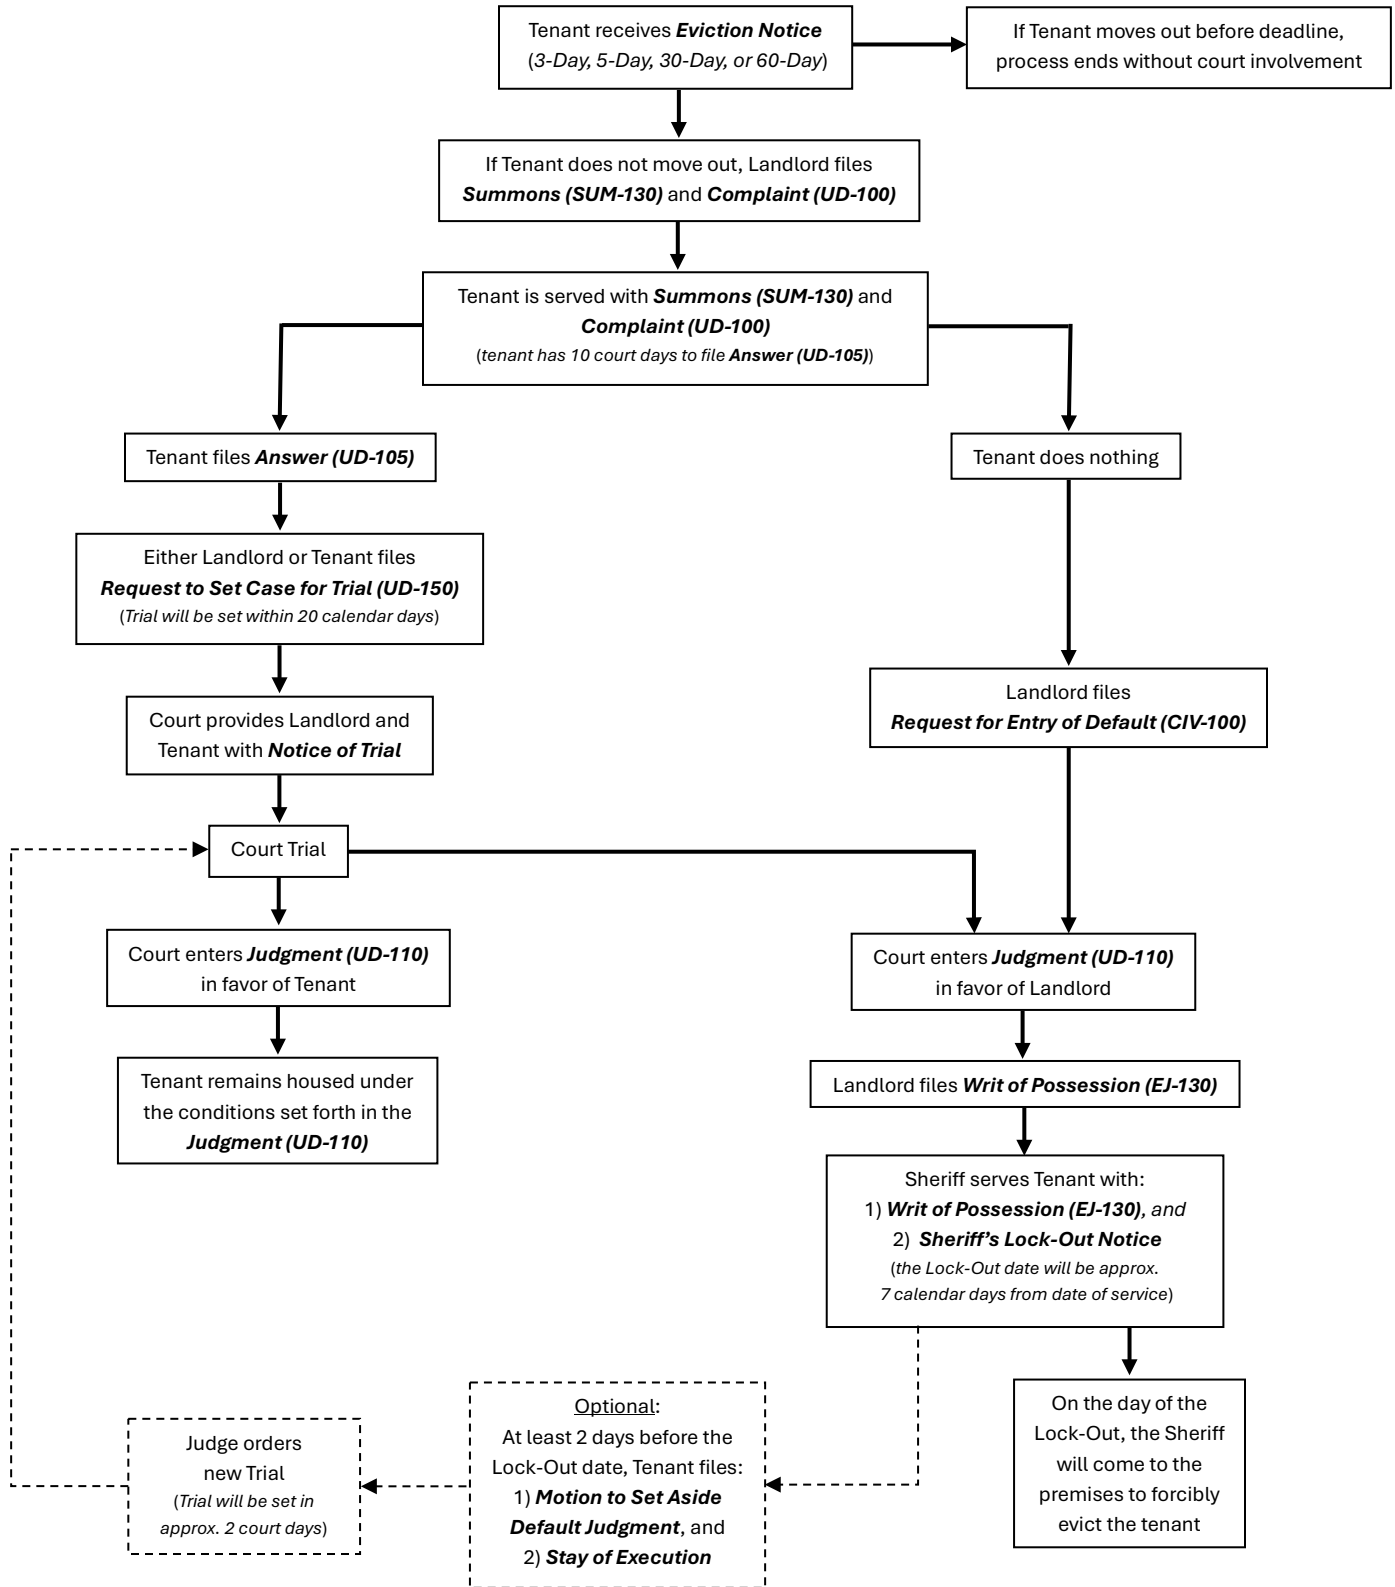 Tenant receives Eviction Notice
(3-Day, 5-Day, 30-Day, or 60-Day)
If Tenant moves out before deadline,
process ends without court involvement
If Tenant does not move out, Landlord files
Summons (SUM-130) and Complaint (UD-100)
Tenant is served with Summons (SUM-130) and
Complaint (UD-100)
(tenant has 10 court days to file Answer (UD-105))
Tenant files Answer (UD-105)
Tenant does nothing
Either Landlord or Tenant files
Request to Set Case for Trial (UD-150)
(Trial will be set within 20 calendar days)
Landlord files
Request for Entry of Default (CIV-100)
Court provides Landlord and
Tenant with Notice of Trial
Court Trial
Court enters Judgment (UD-110)
in favor of Tenant
Court enters Judgment (UD-110)
in favor of Landlord
Tenant remains housed under
the conditions set forth in the
Judgment (UD-110)
Landlord files Writ of Possession (EJ-130)
Sheriff serves Tenant with:
1) Writ of Possession (EJ-130), and
2) Sheriff’s Lock-Out Notice
(the Lock-Out date will be approx.
7 calendar days from date of service)
On the day of the
Lock-Out, the Sheriff
will come to the
premises to forcibly
evict the tenant
Optional:
At least 2 days before the
Lock-Out date, Tenant files:
1) Motion to Set Aside
Default Judgment, and
2) Stay of Execution
Judge orders
new Trial
(Trial will be set in
approx. 2 court days)